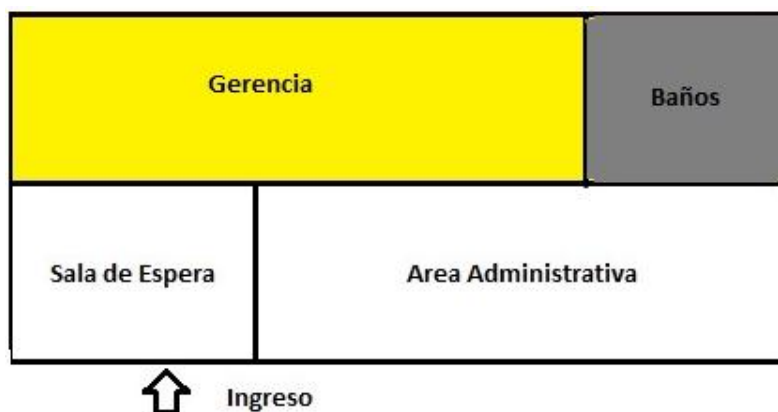 Gerencia
Baños
Sala de Espera
Area Administrativa
Ingreso